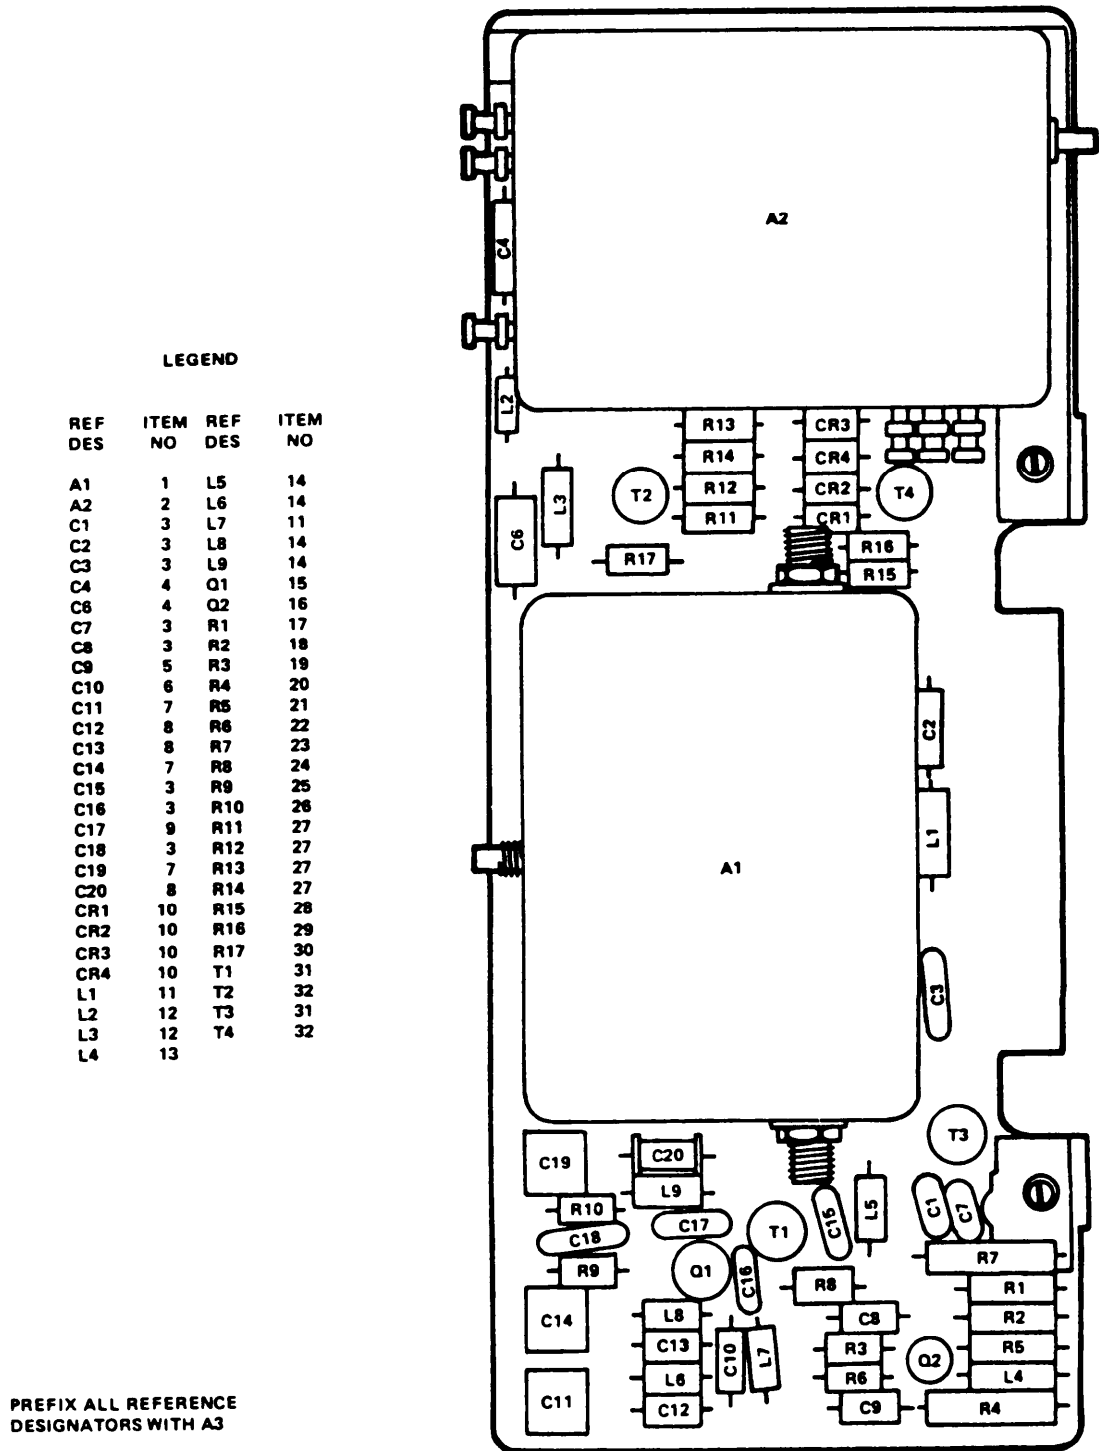 LEGEND
REF ITEM REF ITEM
DES NO DES NO
A1 1 L5 14
A2 2 L6 14
C1 3 L7 11
C2 3 L8 14
C3 3 L9 14
C4 4 Q1 15
C6 4 Q2 16
C7 3 R1 17
C8 3 R2 18
C9 5 R3 19
C10 6 R4 20
C11 7 R5 21
C12 8 R6 22
C13 8 R7 23
C14 7 R8 24
C15 3 R9 25
C16 3 R10 26
C17 9 R11 27
C18 3 R12 27
C19 7 R13 27
C20 8 R14 27
CR1 10 R15 28
CR2 10 R16 29
CR3 10 R17 30
CR4 10 T1 31
L1 11 T2 32
L2 12 T3 31
L3 12 T4 32
L4 13
PREFIX ALL REFERENCE
DESIGNATORS WITH A3
A2
C4
L2
R13
CR3
R14
CR4
L3
T2
R12
CR2
T4
C6
R11
CR1
R17
R16
R15
C2
L1
A1
C3
T3
C19
C20
L9
R10
C17
C18
T1
C15
L5
C1
C7
R9
Q1
C16
R8
R7
R1
C14
L8
C8
R2
C13
C10
L7
R3
Q2
R5
L6
R6
L4
C11
C12
C9
R4